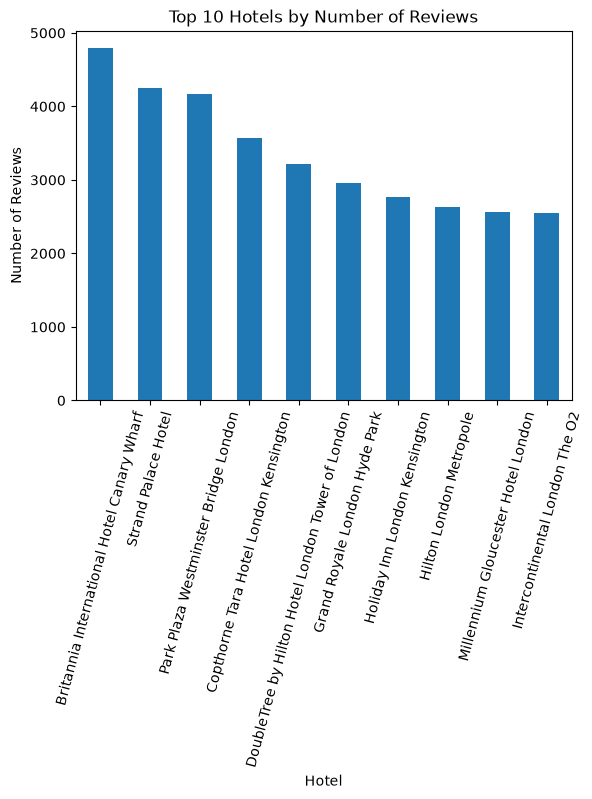 Top 10 Hotels by Number of Reviews
Number of Reviews
5000
4000
3000
2000
1000
0
Britannia International Hotel Canary Wharf
Strand Palace Hotel
Park Plaza Westminster Bridge London
Copthorne Tara Hotel London Kensington
DoubleTree by Hilton Hotel London Tower of London
Grand Royale London Hyde Park
Holiday Inn London Kensington
Hilton London Metropole
Millennium Gloucester Hotel London
Intercontinental London The O2
Hotel